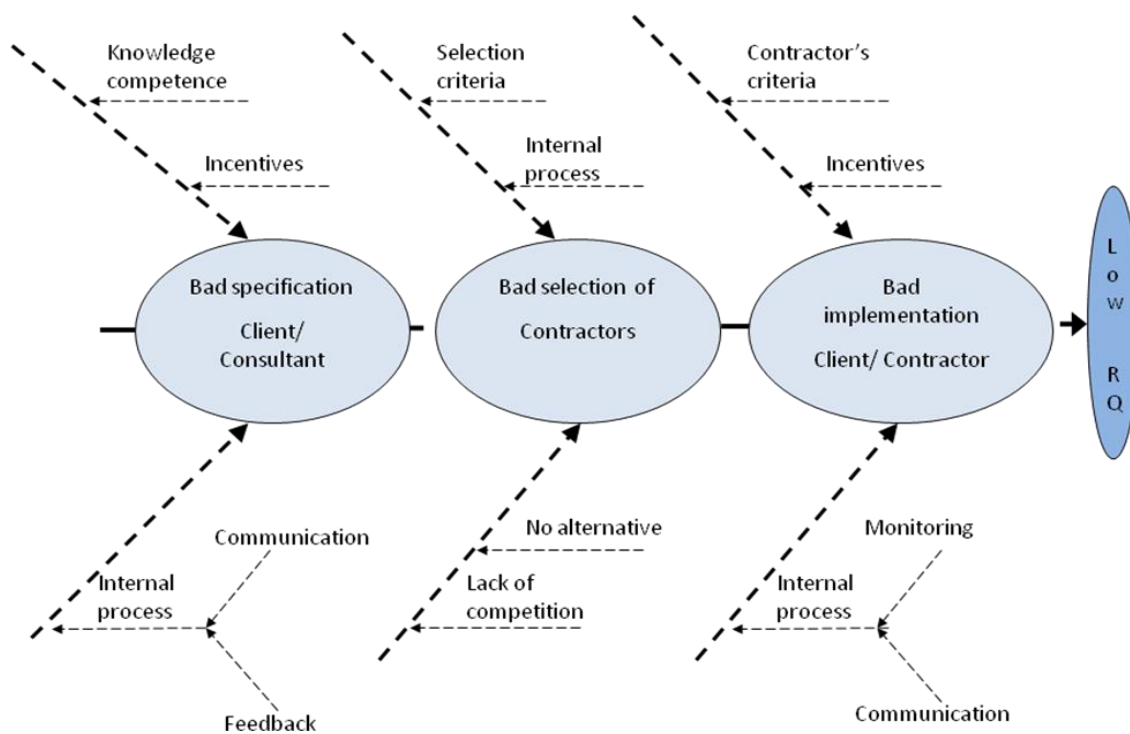 Knowledge
competence
Incentives
Selection
criteria
Internal
process
Contractor's
criteria
Incentives
Bad specification
Client/
Consultant
Bad selection of
Contractors
Bad
implementation
Client/ Contractor
L
o
w
R
Q
Communication
Internal
process
Feedback
No alternative
Lack of
competition
Monitoring
Internal
process
Communication